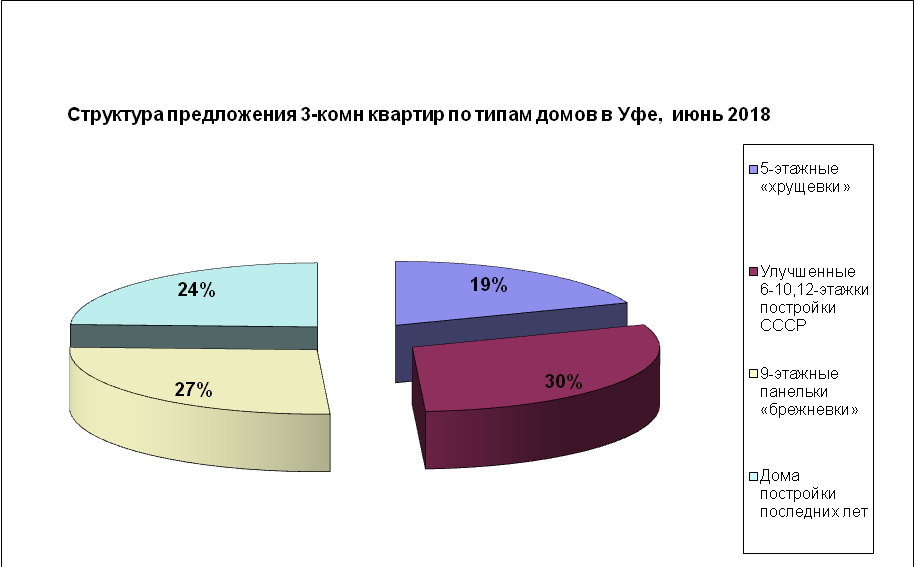 Структура предложения 3-комн квартир по типам домов в Уфе, июнь 2018
5-этажные
«хрущевки»
Улучшенные
6-10,12-этажки
постройки
СССР
9-этажные
панельки
«брежневки»
Дома
постройки
последних лет
24%
19%
27%
30%